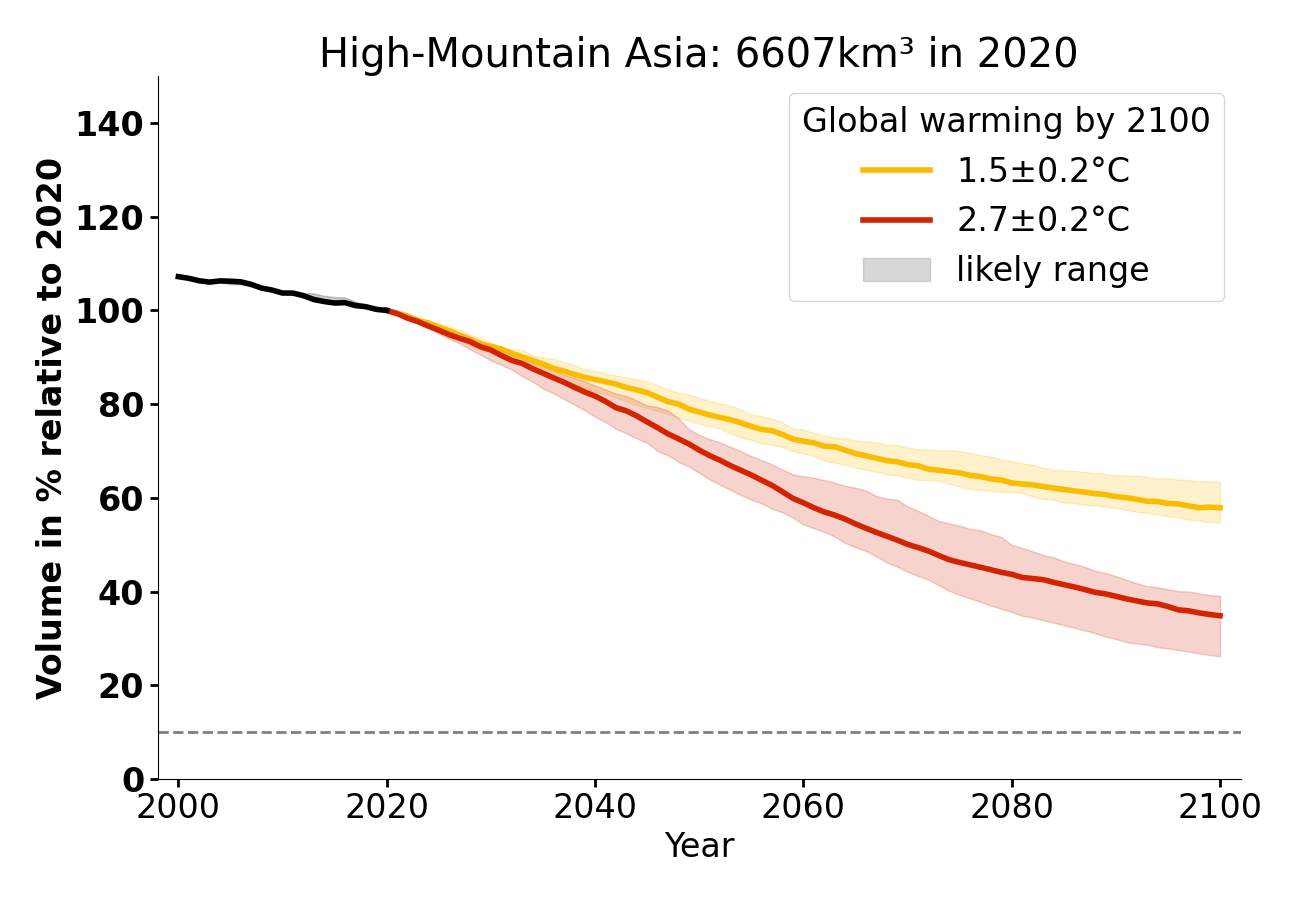 High-Mountain Asia: 6607km³ in 2020
Global warming by 2100
1.5±0.2°C
2.7±0.2°C
likely range
Volume in % relative to 2020
140
120
100
80
60
40
20
0
2000 2020 2040 2060 2080 2100
Year